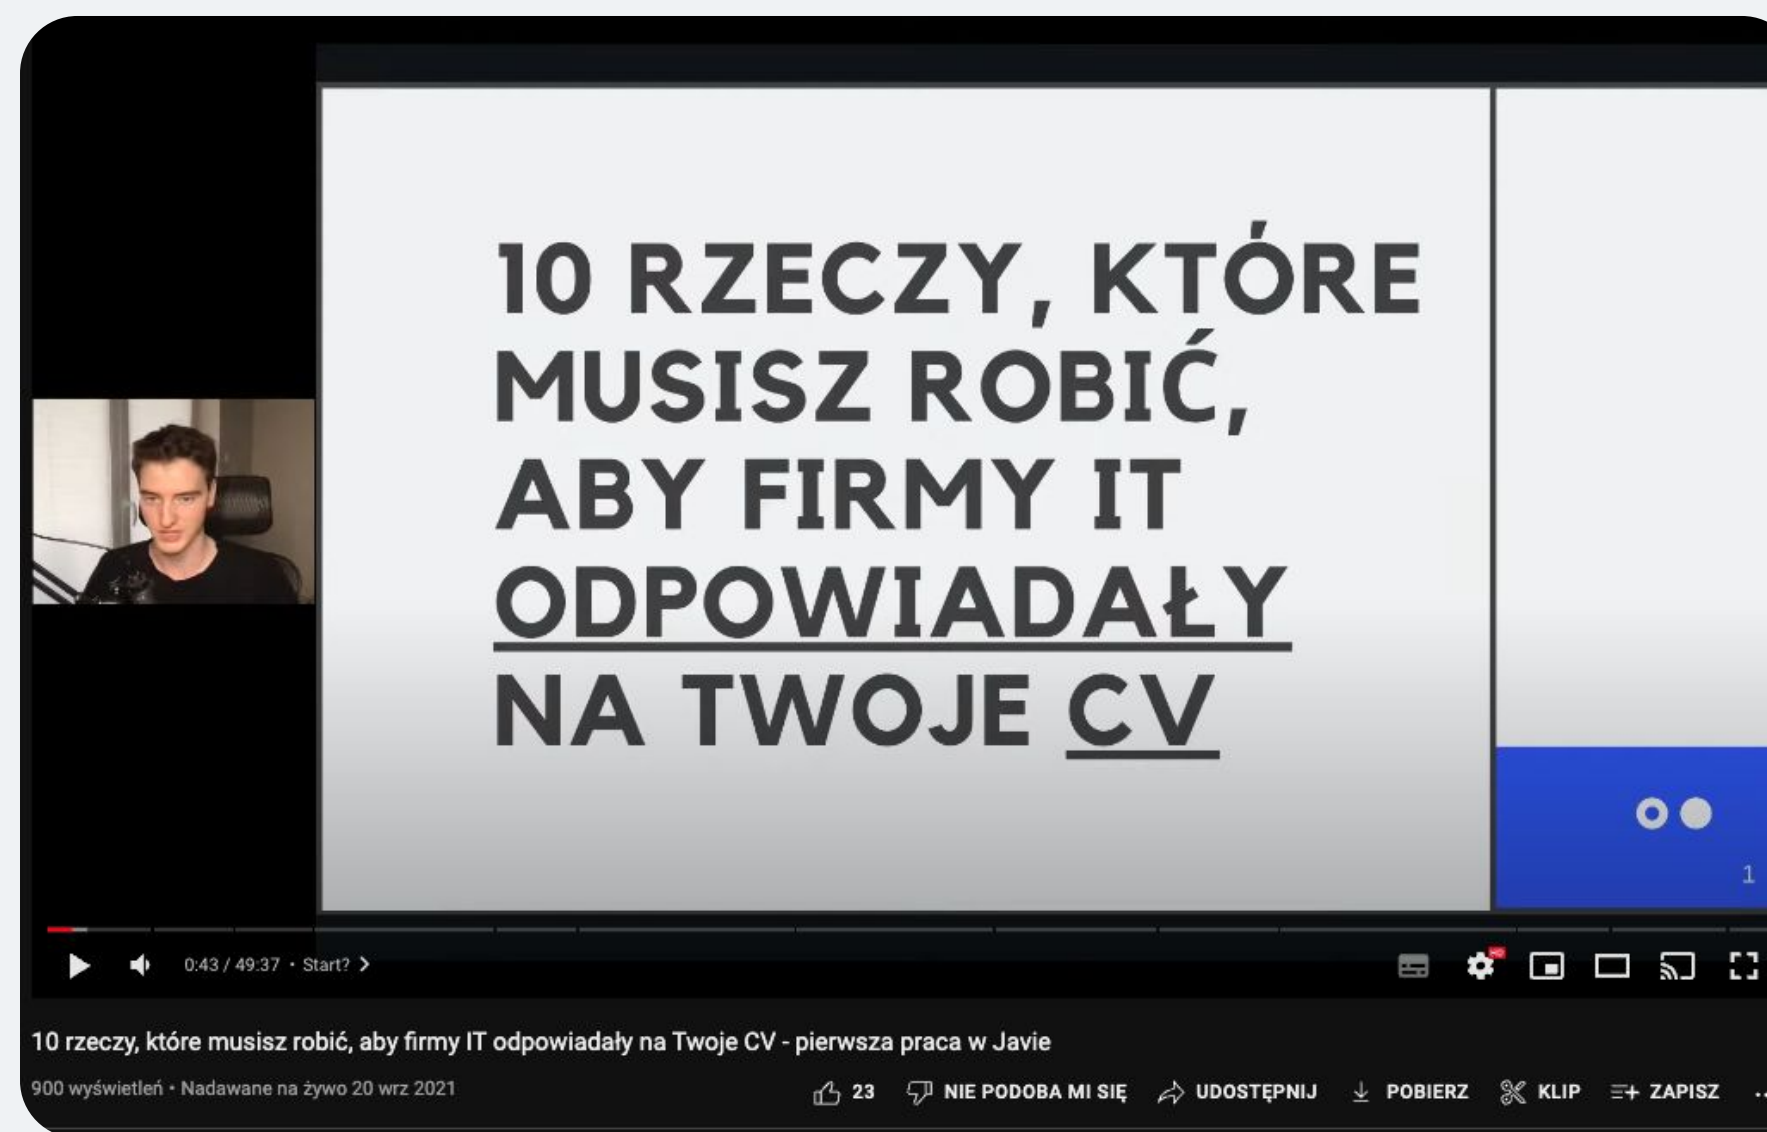 10 RZECZY, KTÓRE
MUSISZ ROBIĆ,
ABY FIRMY IT
ODPOWIADAŁY
NA TWOJE CV
1
0:43 / 49:37 • Start?
HD
10 rzeczy, które musisz robić, aby firmy IT odpowiadały na Twoje CV - pierwsza praca w Javie
900 wyświetleń • Nadawane na żywo 20 wrz 2021
23 NIE PODOBA MI SIĘ UDOSTĘPNIJ POBIERZ KLIP ZAPISZ